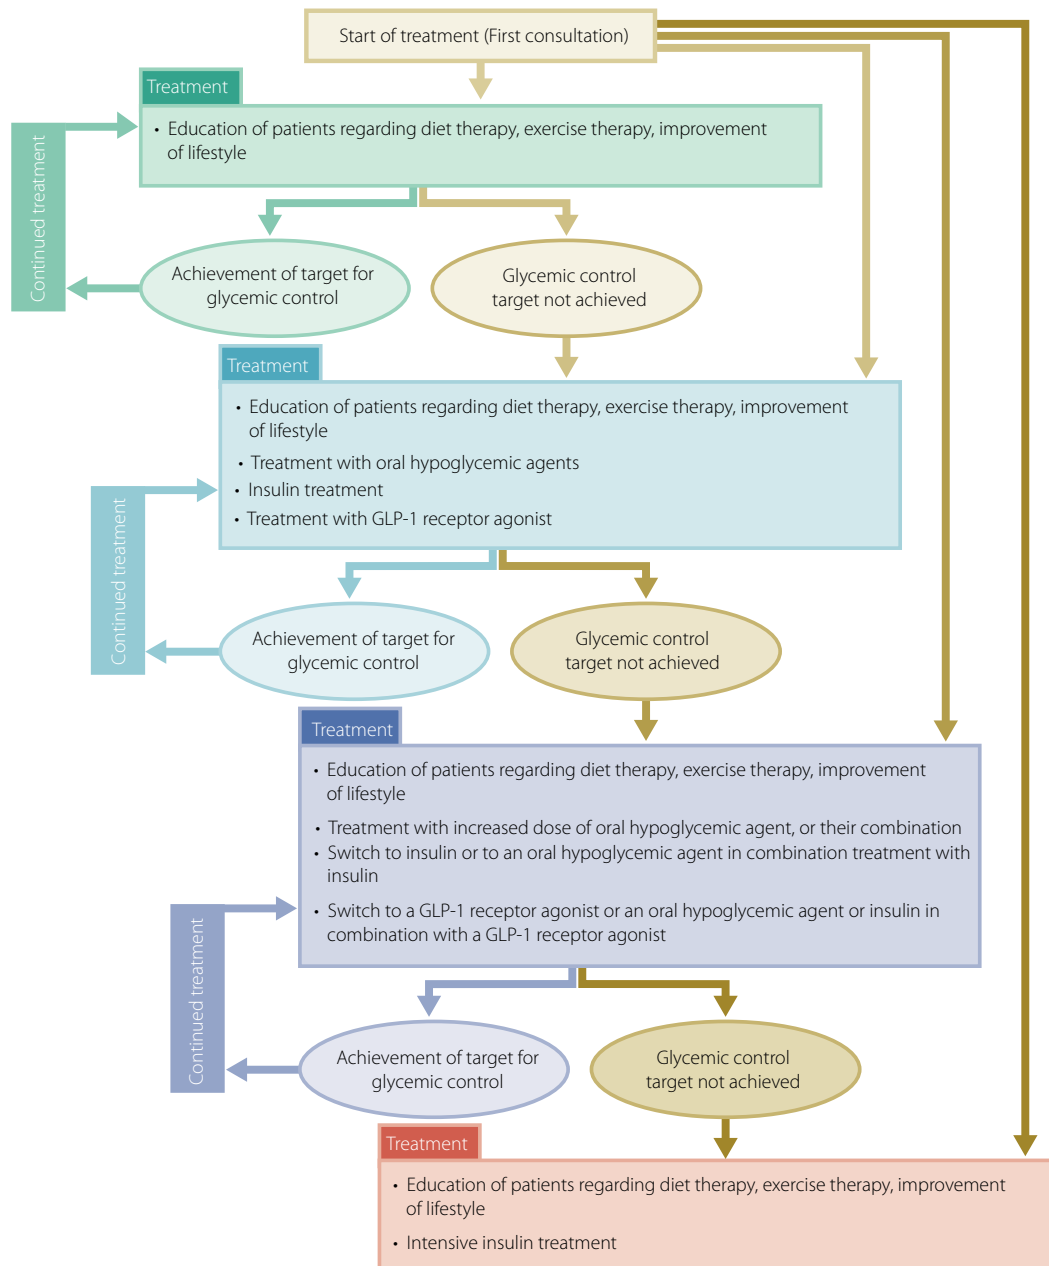 Start of treatment (First consultation)
Treatment
• Education of patients regarding diet therapy, exercise therapy, improvement
of lifestyle
Continued treatment
Achievement of target for
glycemic control
Glycemic control
target not achieved
Treatment
• Education of patients regarding diet therapy, exercise therapy, improvement
of lifestyle
• Treatment with oral hypoglycemic agents
• Insulin treatment
• Treatment with GLP-1 receptor agonist
Continued treatment
Achievement of target for
glycemic control
Glycemic control
target not achieved
Treatment
• Education of patients regarding diet therapy, exercise therapy, improvement
of lifestyle
• Treatment with increased dose of oral hypoglycemic agent, or their combination
• Switch to insulin or to an oral hypoglycemic agent in combination treatment with
insulin
• Switch to a GLP-1 receptor agonist or an oral hypoglycemic agent or insulin in
combination with a GLP-1 receptor agonist
Continued treatment
Achievement of target for
glycemic control
Glycemic control
target not achieved
Treatment
• Education of patients regarding diet therapy, exercise therapy, improvement
of lifestyle
• Intensive insulin treatment